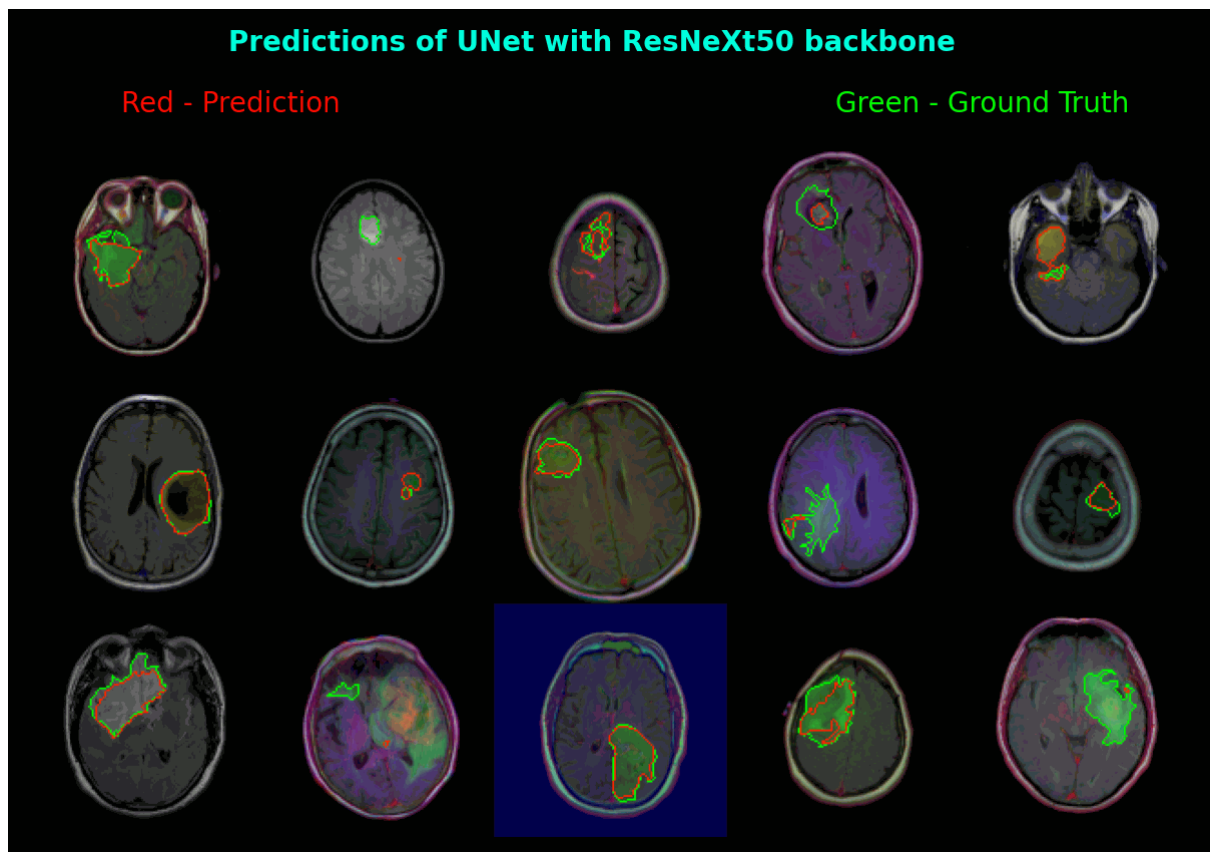 Predictions of UNet with ResNeXt50 backbone
Red - Prediction
Green - Ground Truth